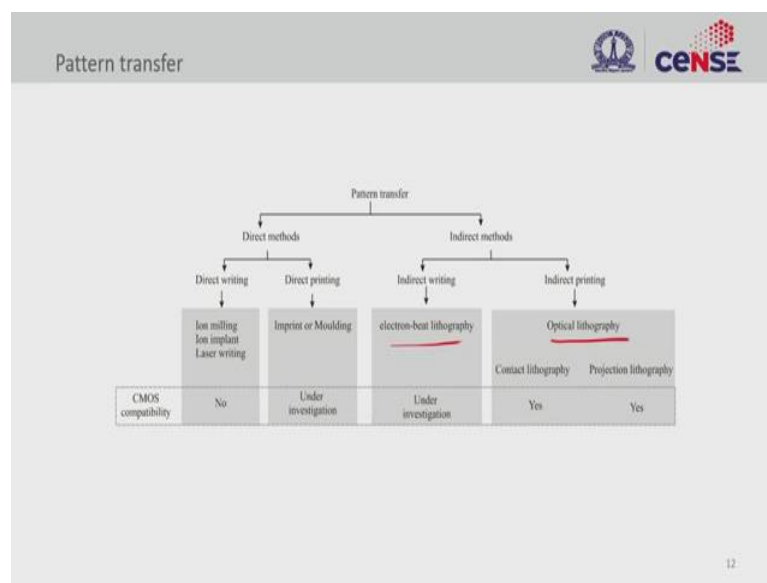 Pattern transfer
CeNSE
Pattern transfer
Direct methods
Indirect methods
Direct writing
Direct printing
Indirect writing
Indirect printing
Ion milling
Ion implant
Laser writing
Imprint or Moulding
electron-beat lithography
Optical lithography
Contact lithography
Projection lithography
CMOS
compatibility
No
Under
investigation
Under
investigation
Yes
Yes
12